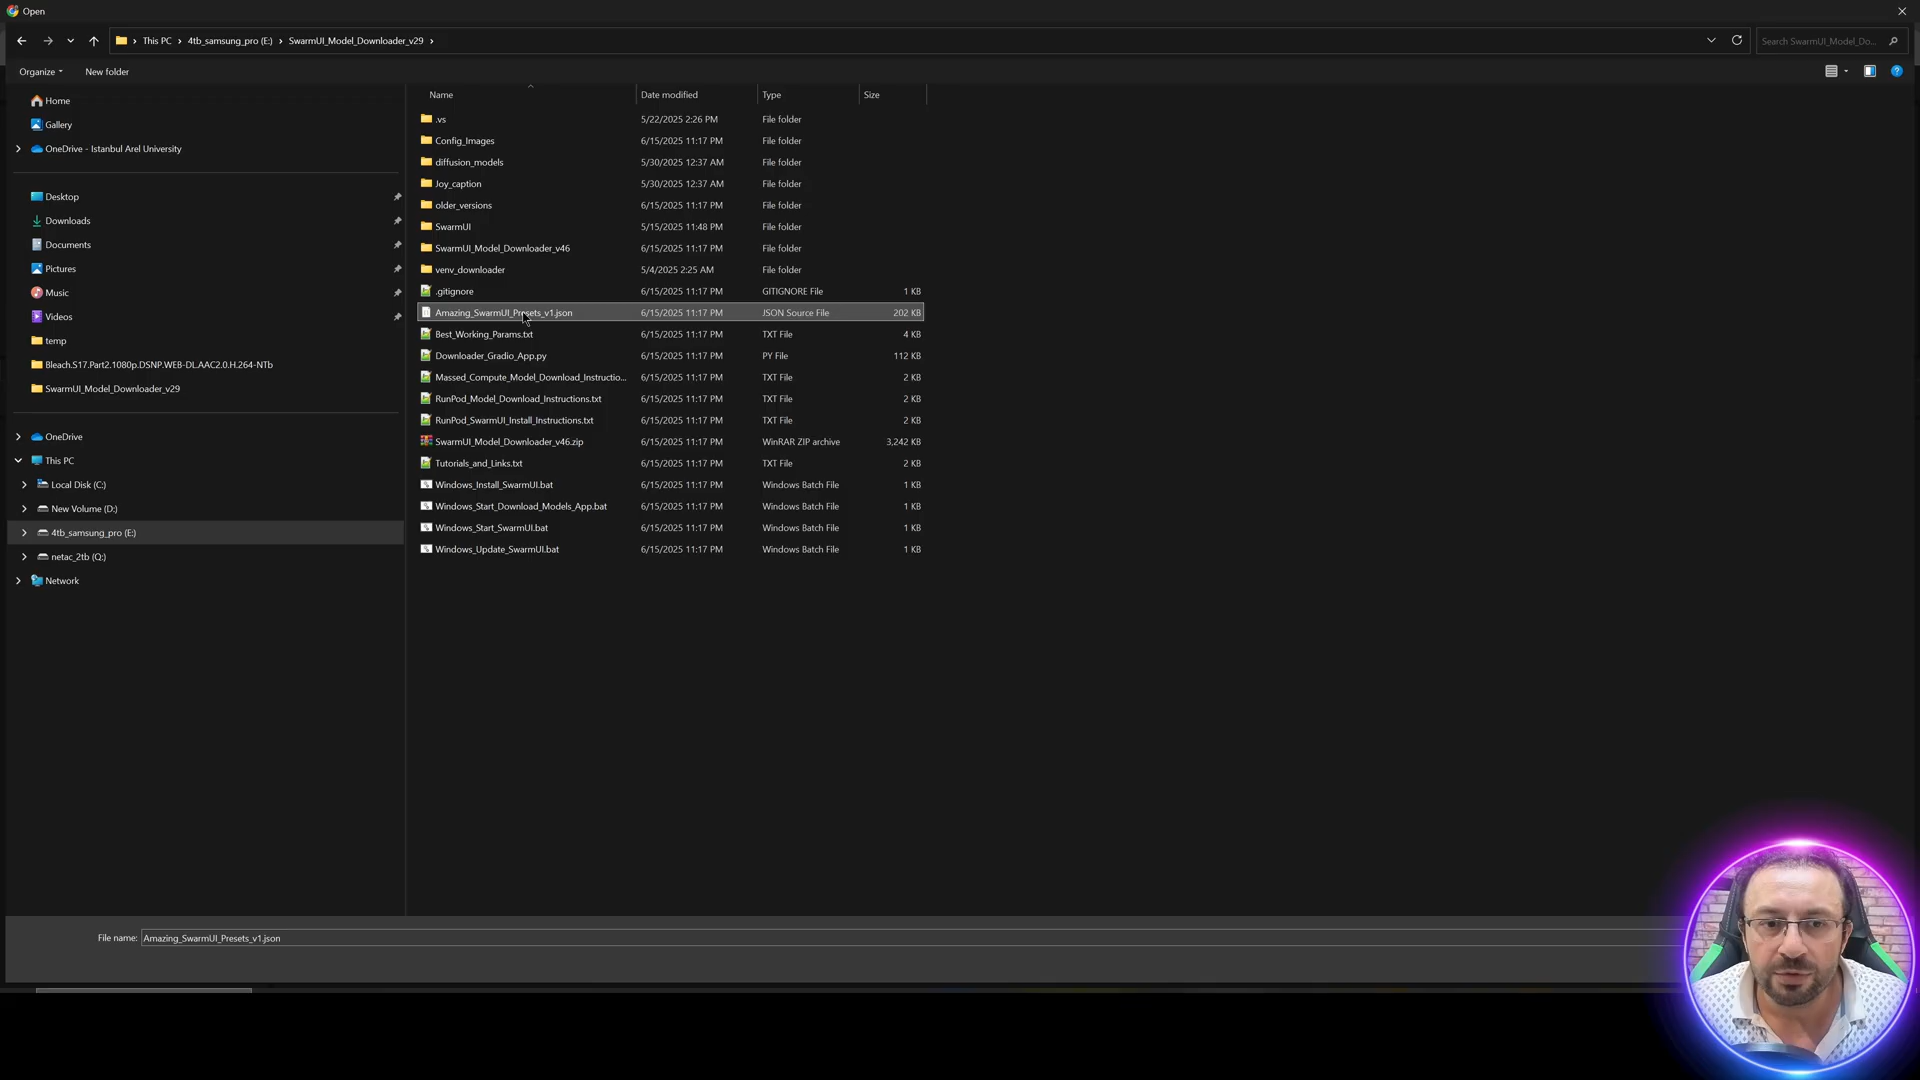 Open
This PC > 4tb_samsung_pro (E:) > SwarmUI_Model_Downloader_v29 >
Search SwarmUI_Model_Do...
Organize
New folder
Home
Gallery
OneDrive - Istanbul Arel University
Desktop
Downloads
Documents
Pictures
Music
Videos
temp
Bleach.S17.Part2.1080p.DSNP.WEB-DL.AAC2.0.H.264-NTb
SwarmUI_Model_Downloader_v29
OneDrive
This PC
Local Disk (C:)
New Volume (D:)
4tb_samsung_pro (E:)
netac_2tb (Q:)
Network
Name Date modified Type Size
.vs 5/22/2025 2:26 PM File folder
Config_Images 6/15/2025 11:17 PM File folder
diffusion_models 5/30/2025 12:37 AM File folder
Joy_caption 5/30/2025 12:37 AM File folder
older_versions 6/15/2025 11:17 PM File folder
SwarmUI 5/15/2025 11:48 PM File folder
SwarmUI_Model_Downloader_v46 6/15/2025 11:17 PM File folder
venv_downloader 5/4/2025 2:25 AM File folder
.gitignore 6/15/2025 11:17 PM GITIGNORE File 1 KB
Amazing_SwarmUI_Presets_v1.json 6/15/2025 11:17 PM JSON Source File 202 KB
Best_Working_Params.txt 6/15/2025 11:17 PM TXT File 4 KB
Downloader_Gradio_App.py 6/15/2025 11:17 PM PY File 112 KB
Massed_Compute_Model_Download_Instructio... 6/15/2025 11:17 PM TXT File 2 KB
RunPod_Model_Download_Instructions.txt 6/15/2025 11:17 PM TXT File 2 KB
RunPod_SwarmUI_Install_Instructions.txt 6/15/2025 11:17 PM TXT File 2 KB
SwarmUI_Model_Downloader_v46.zip 6/15/2025 11:17 PM WinRAR ZIP archive 3,242 KB
Tutorials_and_Links.txt 6/15/2025 11:17 PM TXT File 2 KB
Windows_Install_SwarmUI.bat 6/15/2025 11:17 PM Windows Batch File 1 KB
Windows_Start_Download_Models_App.bat 6/15/2025 11:17 PM Windows Batch File 1 KB
Windows_Start_SwarmUI.bat 6/15/2025 11:17 PM Windows Batch File 1 KB
Windows_Update_SwarmUI.bat 6/15/2025 11:17 PM Windows Batch File 1 KB
File name: Amazing_SwarmUI_Presets_v1.json